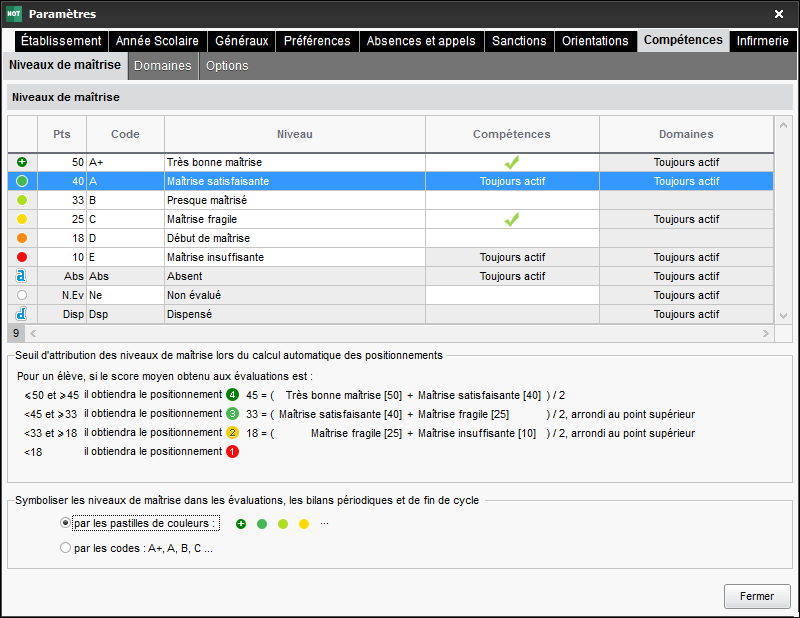 NOT Paramètres
Établissement Année Scolaire Généraux Préférences Absences et appels Sanctions Orientations Compétences Infirmerie
Niveaux de maîtrise Domaines Options
Niveaux de maîtrise
Pts Code Niveau Compétences Domaines
50 A+ Très bonne maîtrise Toujours actif
40 A Maîtrise satisfaisante Toujours actif Toujours actif
33 B Presque maîtrisé
25 C Maîtrise fragile Toujours actif
18 D Début de maîtrise
10 E Maîtrise insuffisante Toujours actif Toujours actif
a Abs Abs Absent Toujours actif Toujours actif
N.Ev Ne Non évalué Toujours actif
d Disp Dsp Dispensé Toujours actif
9
Seuil d'attribution des niveaux de maîtrise lors du calcul automatique des positionnements
Pour un élève, si le score moyen obtenu aux évaluations est :
≤50 et ≥45 il obtiendra le positionnement 4 45 = ( Très bonne maîtrise [50] + Maîtrise satisfaisante [40] ) / 2
<45 et ≥33 il obtiendra le positionnement 3 33 = ( Maîtrise satisfaisante [40] + Maîtrise fragile [25] ) / 2, arrondi au point supérieur
<33 et ≥18 il obtiendra le positionnement 2 18 = ( Maîtrise fragile [25] + Maîtrise insuffisante [10] ) / 2, arrondi au point supérieur
<18 il obtiendra le positionnement 1
Symboliser les niveaux de maîtrise dans les évaluations, les bilans périodiques et de fin de cycle
par les pastilles de couleurs : ...
par les codes : A+, A, B, C ...
Fermer